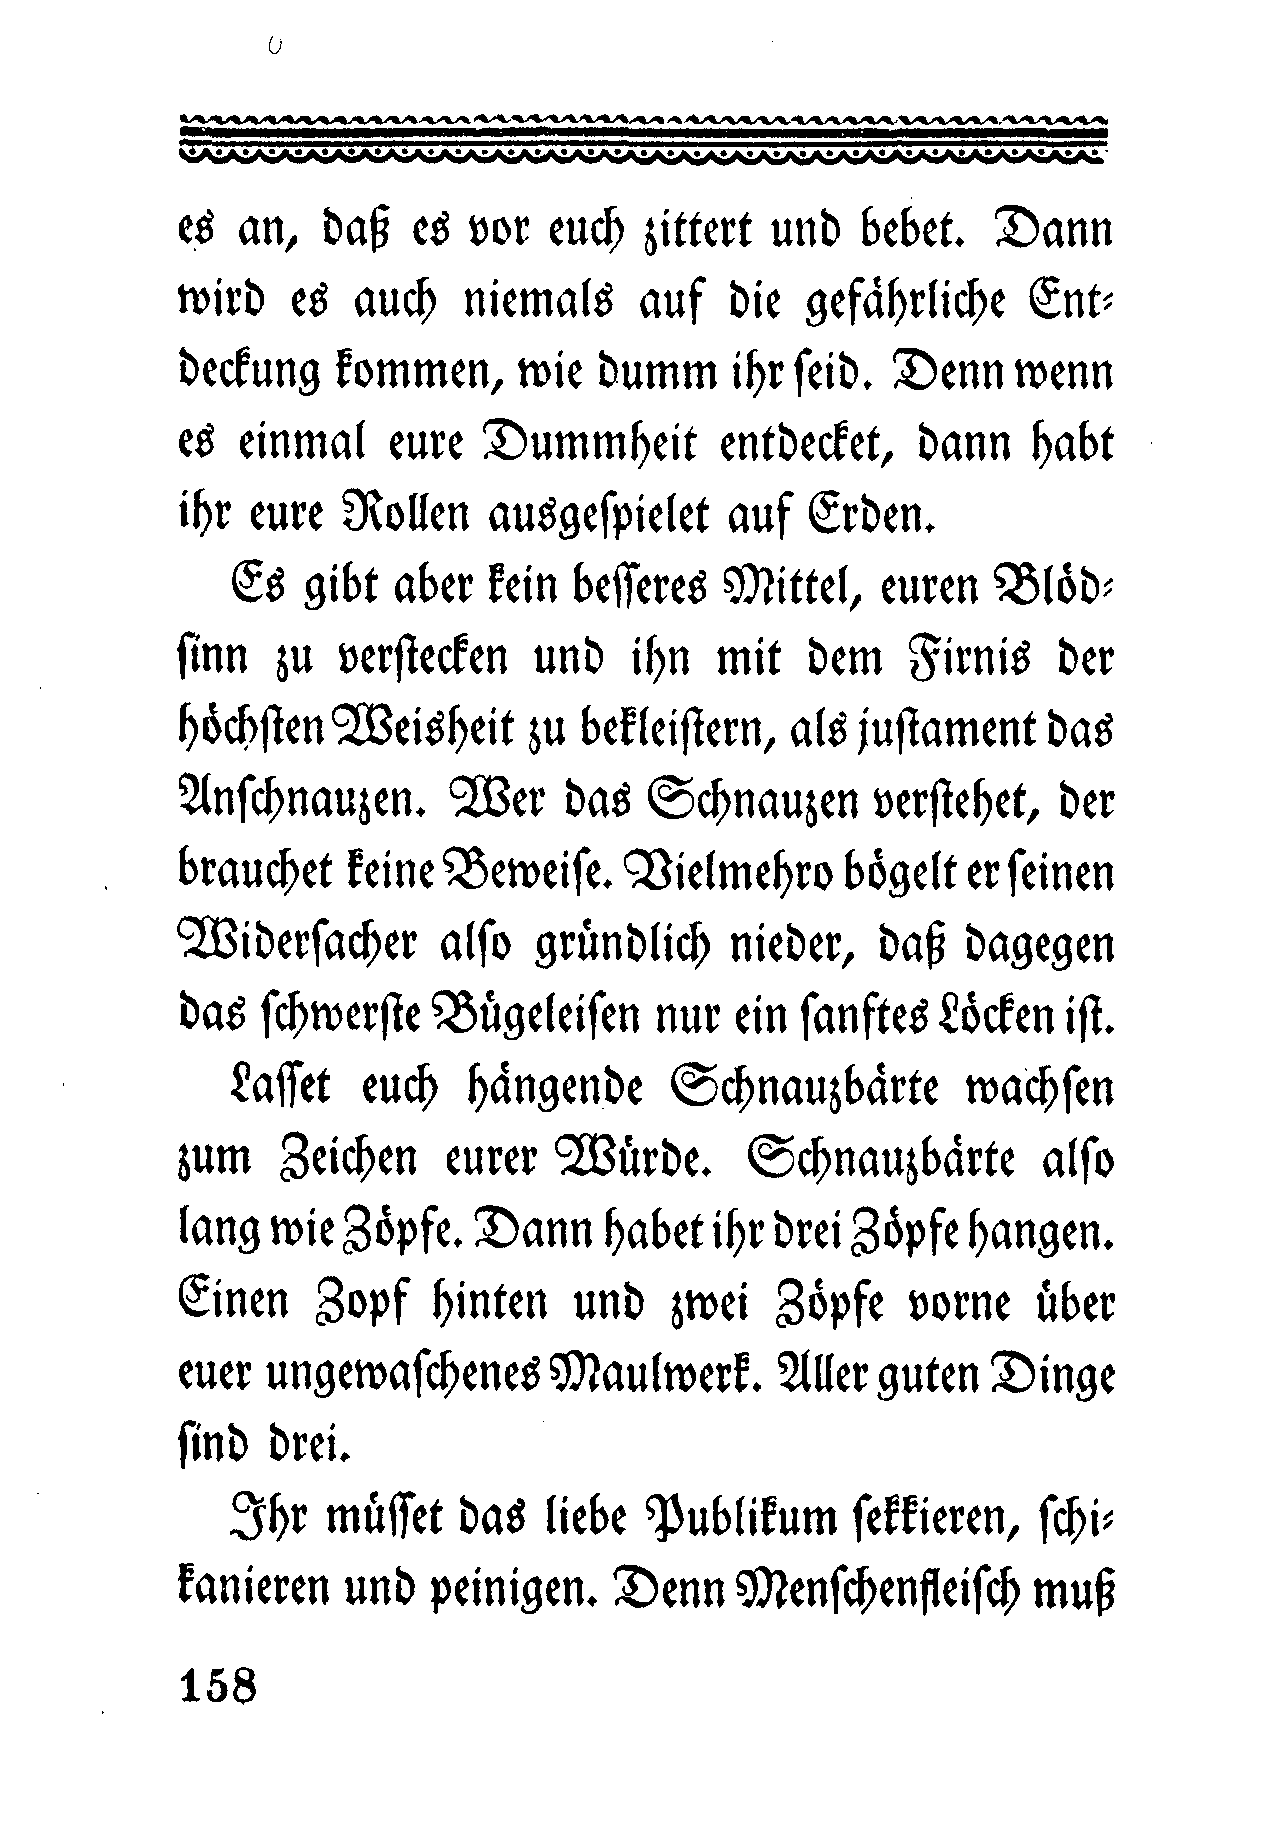 es an, daß es vor euch zittert und bebet. Dann
wird es auch niemals auf die gefährliche Ent-
deckung kommen, wie dumm ihr ſeid. Denn wenn
es einmal eure Dummheit entdecket, dann habt
ihr eure Rollen ausgeſpielet auf Erden.
Es gibt aber kein beſſeres Mittel, euren Blöd-
ſinn zu verſtecken und ihn mit dem Firnis der
höchſten Weisheit zu bekleiſtern, als juſtament das
Anſchnauzen. Wer das Schnauzen verſtehet, der
brauchet keine Beweiſe. Vielmehro bögelt er ſeinen
Widerſacher alſo gründlich nieder, daß dagegen
das ſchwerſte Bügeleiſen nur ein ſanftes Löcken iſt.
Laſſet euch hängende Schnauzbärte wachſen
zum Zeichen eurer Würde. Schnauzbärte alſo
lang wie Zöpfe. Dann habet ihr drei Zöpfe hangen.
Einen Zopf hinten und zwei Zöpfe vorne über
euer ungewaſchenes Maulwerk. Aller guten Dinge
ſind drei.
Ihr müſſet das liebe Publikum ſekkieren, ſchi-
kanieren und peinigen. Denn Menſchenfleiſch muß
158